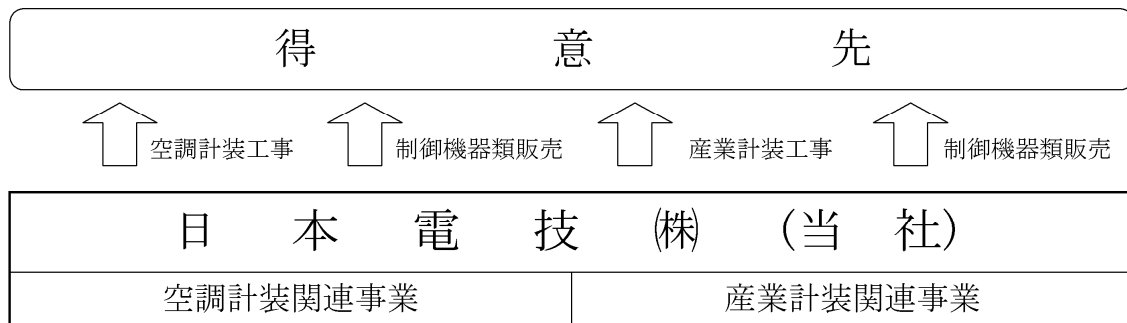 得意先
空調計装工事 制御機器類販売 産業計装工事 制御機器類販売
日本電技㈱(当社)
空調計装関連事業 産業計装関連事業